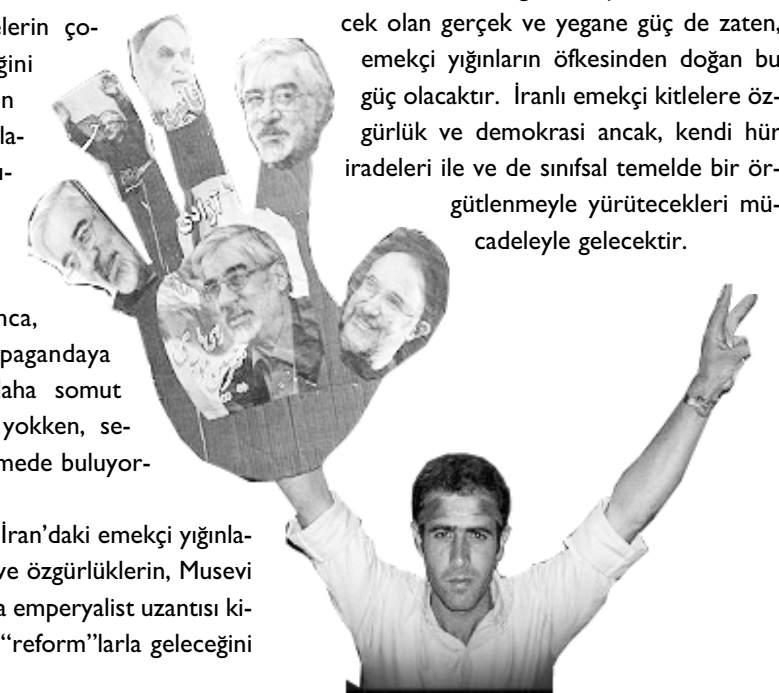 elerin ço-
ğini
n
la-
ı-
nca,
pagandaya
daha somut
yokken, se-
mede buluyor-
İran’daki emekçi yığınla-
ve özgürlüklerin, Musevi
a emperyalist uzantısı ki-
“reform”larla geleceğini
cek olan gerçek ve yegane güç de zaten,
emekçi yığınların öfkesinden doğan bu
güç olacaktır. İranlı emekçi kitlelere öz-
gürlük ve demokrasi ancak, kendi hür
iradeleri ile ve de sınıfsal temelde bir ör-
gütlenmeyle yürütecekleri mü-
cadeleyle gelecektir.